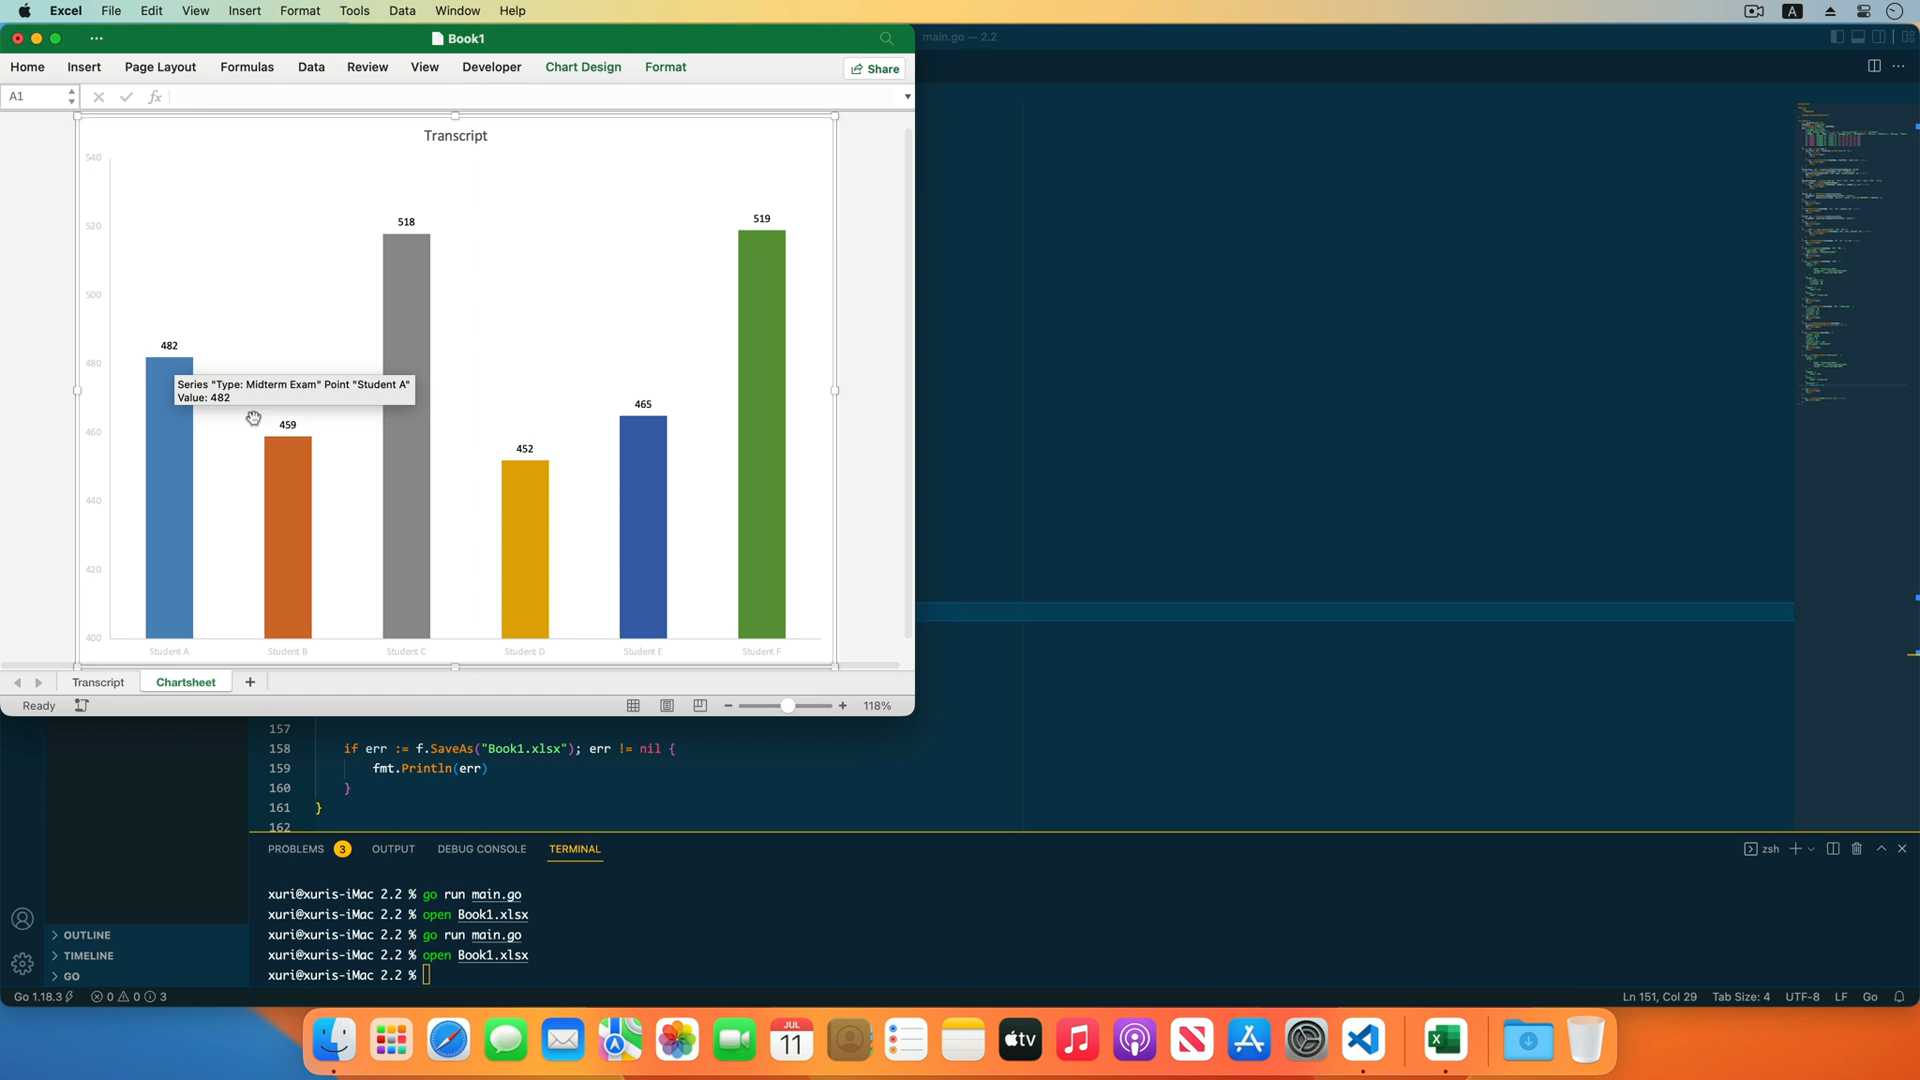 Excel File Edit View Insert Format Tools Data Window Help
A
Book1
main.go — 2.2
Home Insert Page Layout Formulas Data Review View Developer Chart Design Format Share
A1 fx
Transcript
540
520
500
480
460
440
420
400
482
459
518
452
465
519
Series "Type: Midterm Exam" Point "Student A"
Value: 482
Student A Student B Student C Student D Student E Student F
Transcript Chartsheet +
Ready 118%
157
158 if err := f.SaveAs("Book1.xlsx"); err != nil {
159 fmt.Println(err)
160 }
161 }
162
PROBLEMS 3 OUTPUT DEBUG CONSOLE TERMINAL zsh
xuri@xuris-iMac 2.2 % go run main.go
xuri@xuris-iMac 2.2 % open Book1.xlsx
xuri@xuris-iMac 2.2 % go run main.go
xuri@xuris-iMac 2.2 % open Book1.xlsx
xuri@xuris-iMac 2.2 %
OUTLINE
TIMELINE
GO
Go 1.18.3 0 0 3 Ln 151, Col 29 Tab Size: 4 UTF-8 LF Go
JUL
11
tv
X